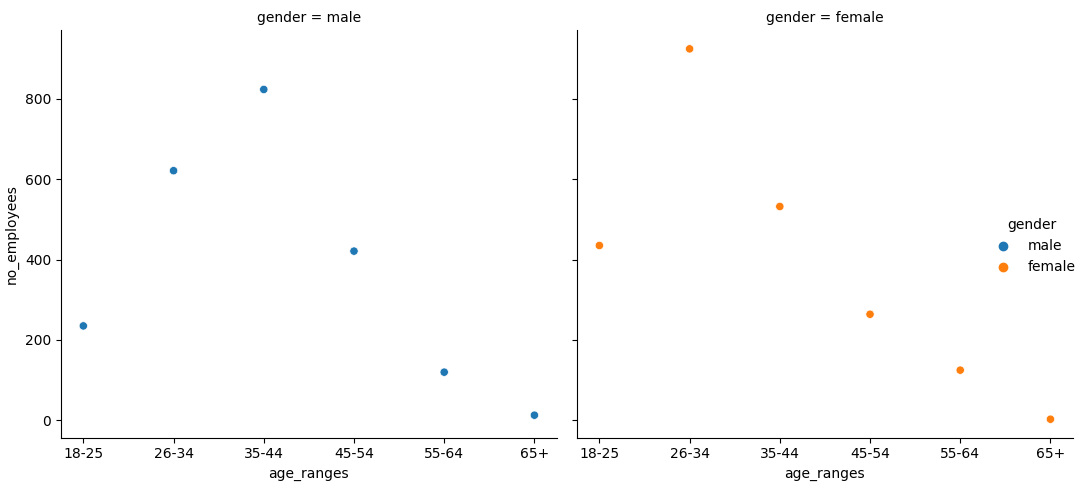 gender = male
gender = female
no_employees
800
600
400
200
0
18-25 26-34 35-44 45-54 55-64 65+
age_ranges
18-25 26-34 35-44 45-54 55-64 65+
age_ranges
gender
male
female